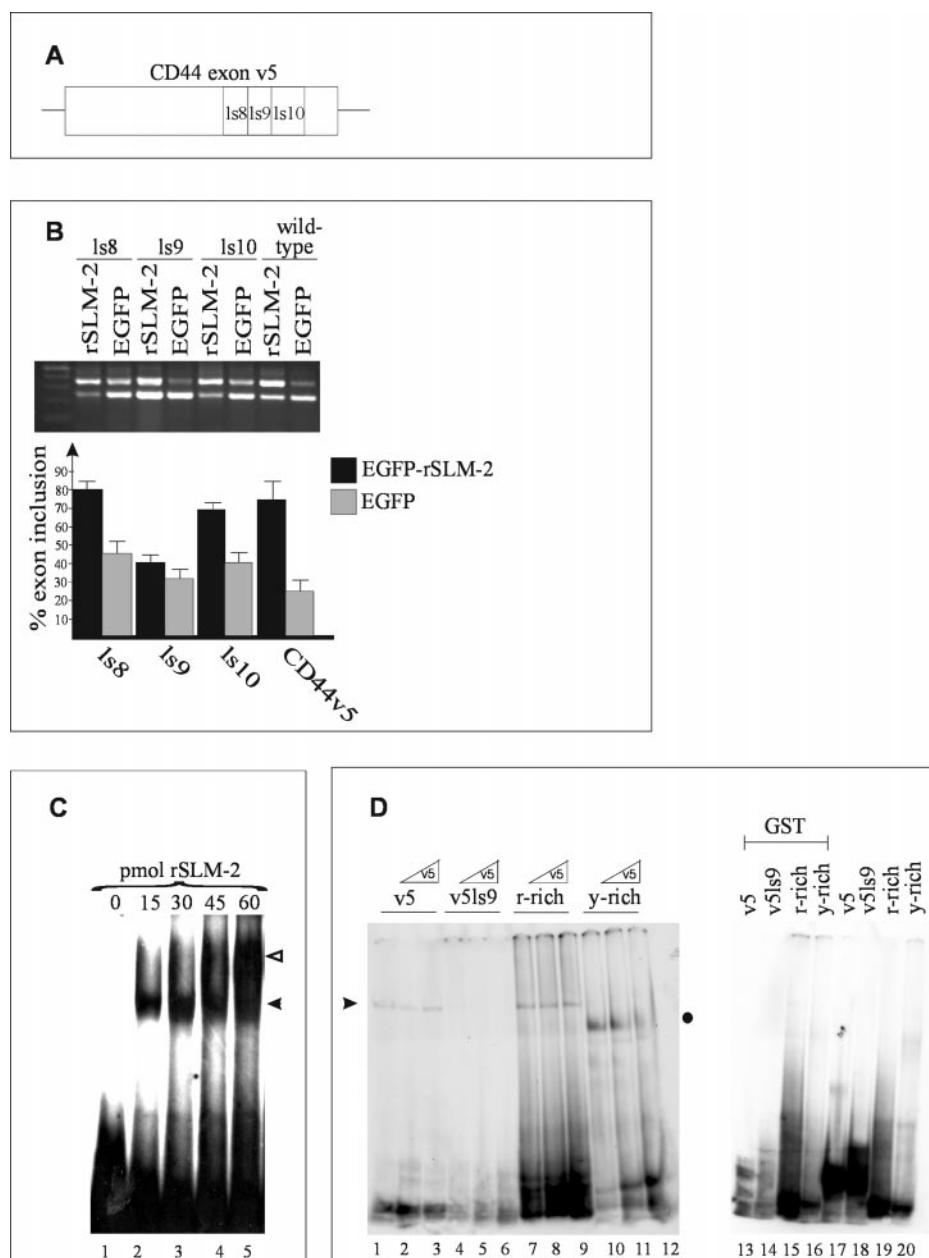 A
CD44 exon v5
ls8 ls9 ls10
B
ls8 ls9 ls10 wild-type
rSLM-2 EGFP rSLM-2 EGFP rSLM-2 EGFP rSLM-2 EGFP
% exon inclusion
90
80
70
60
50
40
30
20
10
EGFP-rSLM-2
EGFP
ls8 ls9 ls10 CD44v5
C
pmol rSLM-2
0 15 30 45 60
1 2 3 4 5
D
v5 v5 v5 v5
v5 v5ls9 r-rich y-rich
1 2 3 4 5 6 7 8 9 10 11 12
GST
v5 v5ls9 r-rich y-rich v5 v5ls9 r-rich y-rich
13 14 15 16 17 18 19 20